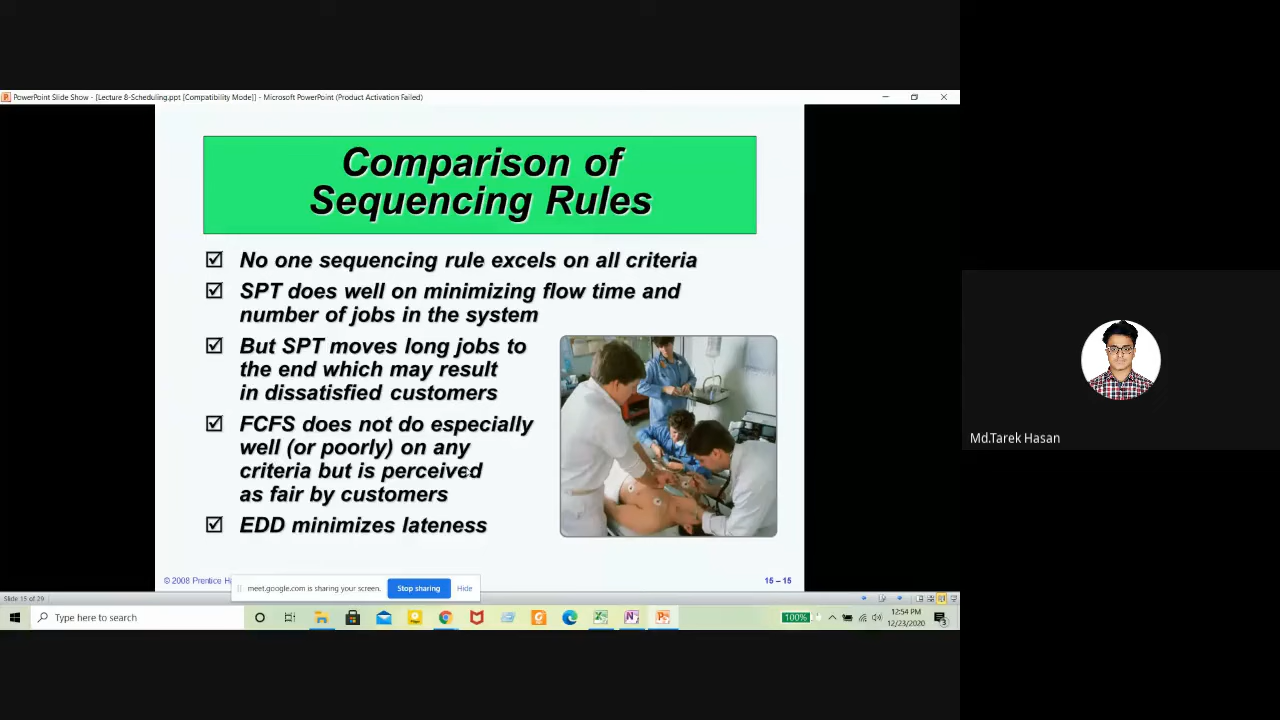 PowerPoint Slide Show - [Lecture 8-Scheduling.ppt [Compatibility Mode]] - Microsoft PowerPoint (Product Activation Failed)
Comparison of
Sequencing Rules
No one sequencing rule excels on all criteria
SPT does well on minimizing flow time and
number of jobs in the system
But SPT moves long jobs to
the end which may result
in dissatisfied customers
FCFS does not do especially
well (or poorly) on any
criteria but is perceived
as fair by customers
EDD minimizes lateness
© 2008 Prentice Ha
15 – 15
meet.google.com is sharing your screen.
Stop sharing
Hide
Slide 15 of 29
Type here to search
100%
12:54 PM
12/23/2020
Md.Tarek Hasan